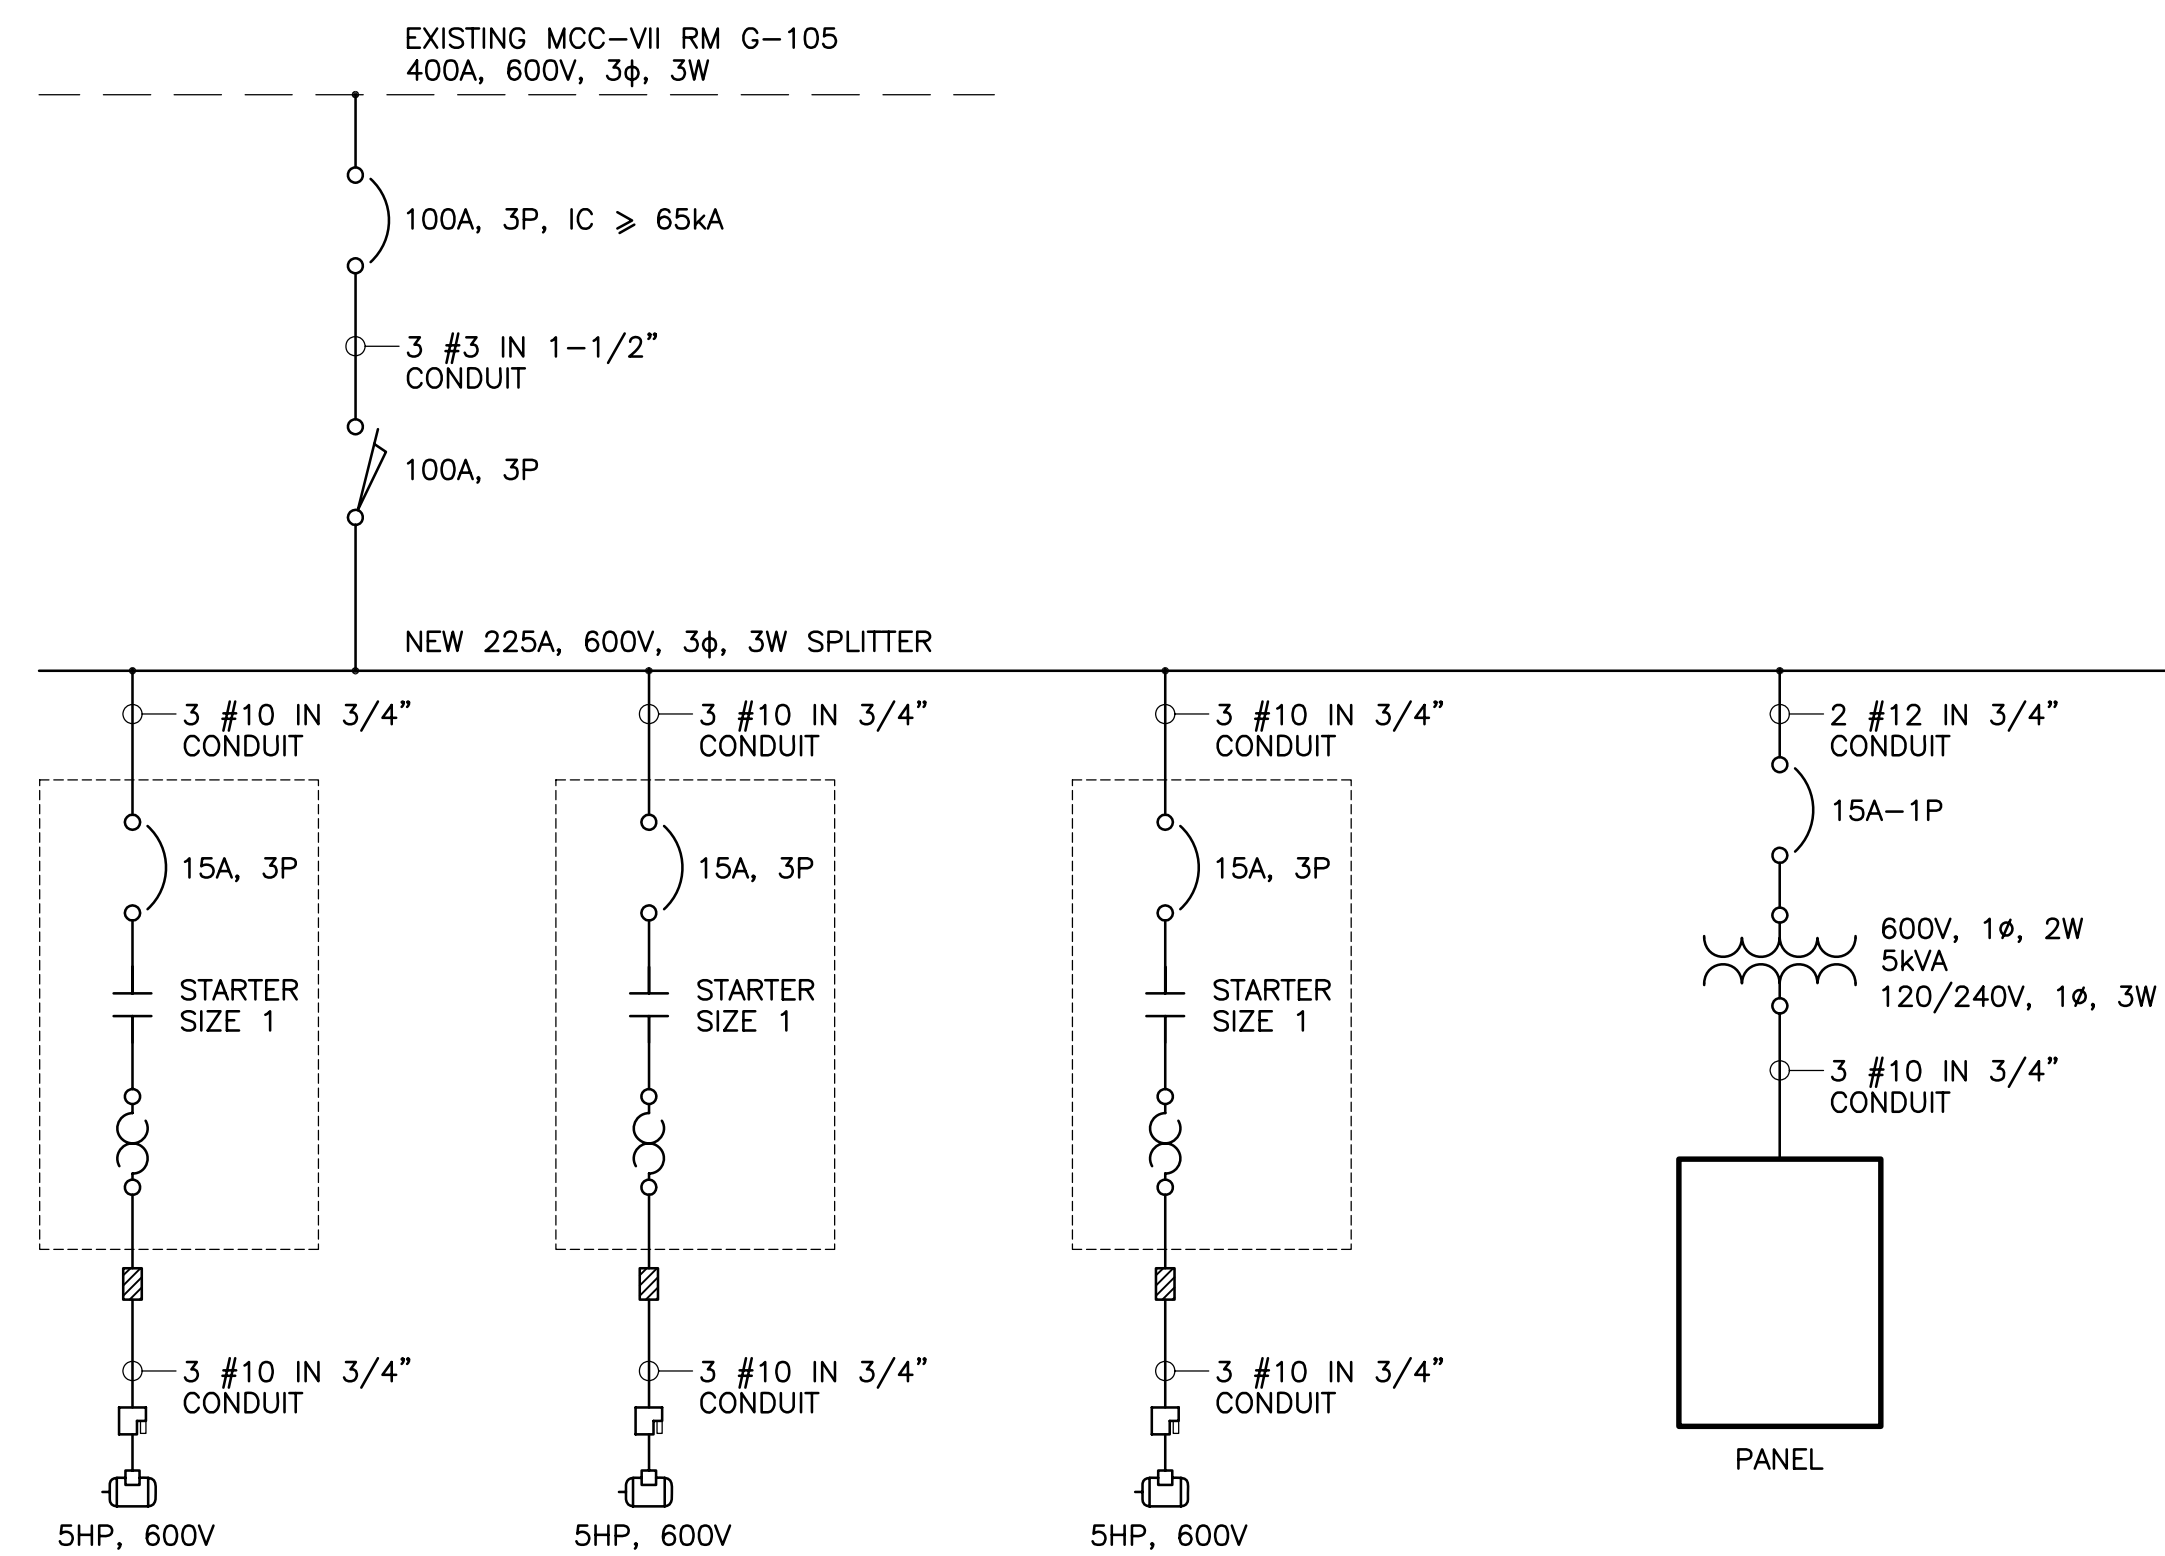 EXISTING MCC-VII RM G-105
400A, 600V, 3ϕ, 3W
100A, 3P, IC ⩾ 65kA
3 #3 IN 1-1/2”
CONDUIT
100A, 3P
NEW 225A, 600V, 3ϕ, 3W SPLITTER
3 #10 IN 3/4”
CONDUIT
15A, 3P
STARTER
SIZE 1
3 #10 IN 3/4”
CONDUIT
5HP, 600V
3 #10 IN 3/4”
CONDUIT
15A, 3P
STARTER
SIZE 1
3 #10 IN 3/4”
CONDUIT
5HP, 600V
3 #10 IN 3/4”
CONDUIT
15A, 3P
STARTER
SIZE 1
3 #10 IN 3/4”
CONDUIT
5HP, 600V
2 #12 IN 3/4”
CONDUIT
15A-1P
600V, 1ø, 2W
5kVA
120/240V, 1ø, 3W
3 #10 IN 3/4”
CONDUIT
PANEL